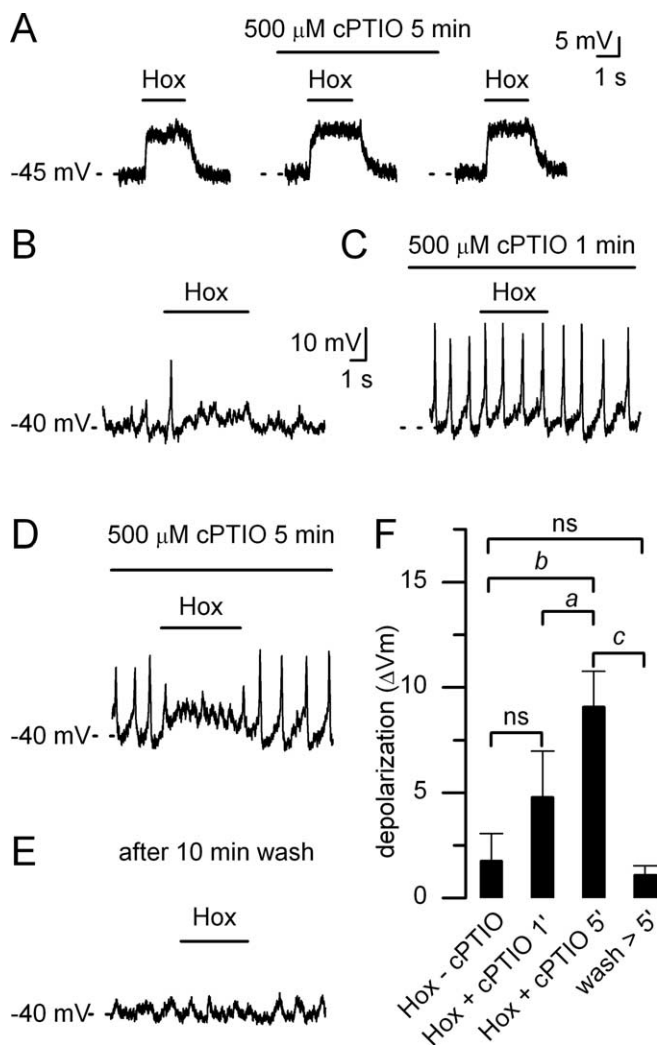 A
500 μM cPTIO 5 min
5 mV
1 s
Hox
Hox
Hox
-45 mV
B
Hox
10 mV
1 s
-40 mV
C
500 μM cPTIO 1 min
Hox
D
500 μM cPTIO 5 min
Hox
-40 mV
E
after 10 min wash
Hox
-40 mV
F
ns
b
a
c
ns
depolarization (ΔVm)
15
10
5
0
Hox - cPTIO
Hox + cPTIO 1'
Hox + cPTIO 5'
wash > 5'